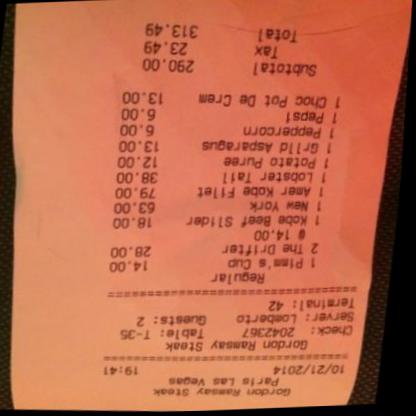 Gordon Ramsay Steak
Paris Las Vegas
10/21/2014 19:41
========================================
Gordon Ramsay Steak
Check: 2042367 Table: T-35
Server: Lomberto Guests: 2
Terminal: 42
========================================
Regular
1 Pimm's Cup 14.00
2 The Drifter 28.00
@ 14.00
1 Kobe Beef Slider 18.00
1 New York 63.00
1 Amer Kobe Filet 79.00
1 Lobster Tail 38.00
1 Potato Puree 12.00
1 Grlld Asparagus 13.00
1 Peppercorn 6.00
1 Pepsi 6.00
1 Choc Pot De Crem 13.00
Subtotal 290.00
Tax 23.49
Total 313.49